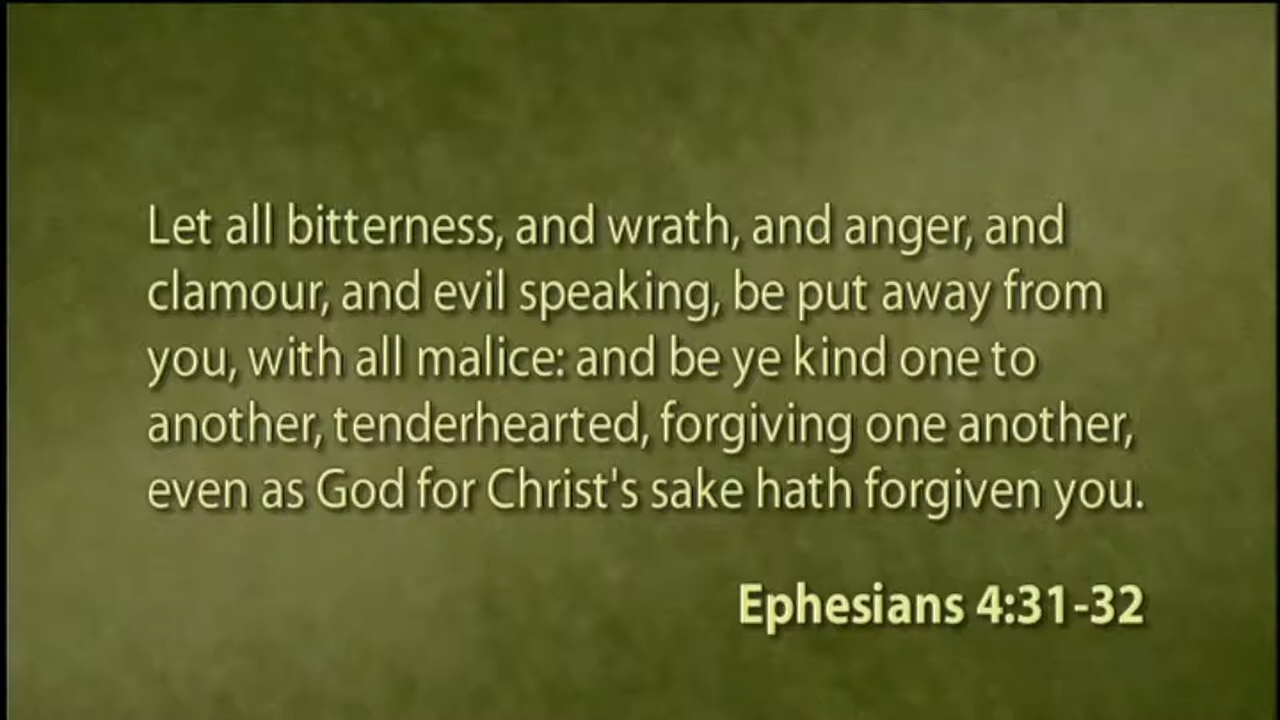 Let all bitterness, and wrath, and anger, and
clamour, and evil speaking, be put away from
you, with all malice: and be ye kind one to
another, tenderhearted, forgiving one another,
even as God for Christ's sake hath forgiven you.
Ephesians 4:31-32